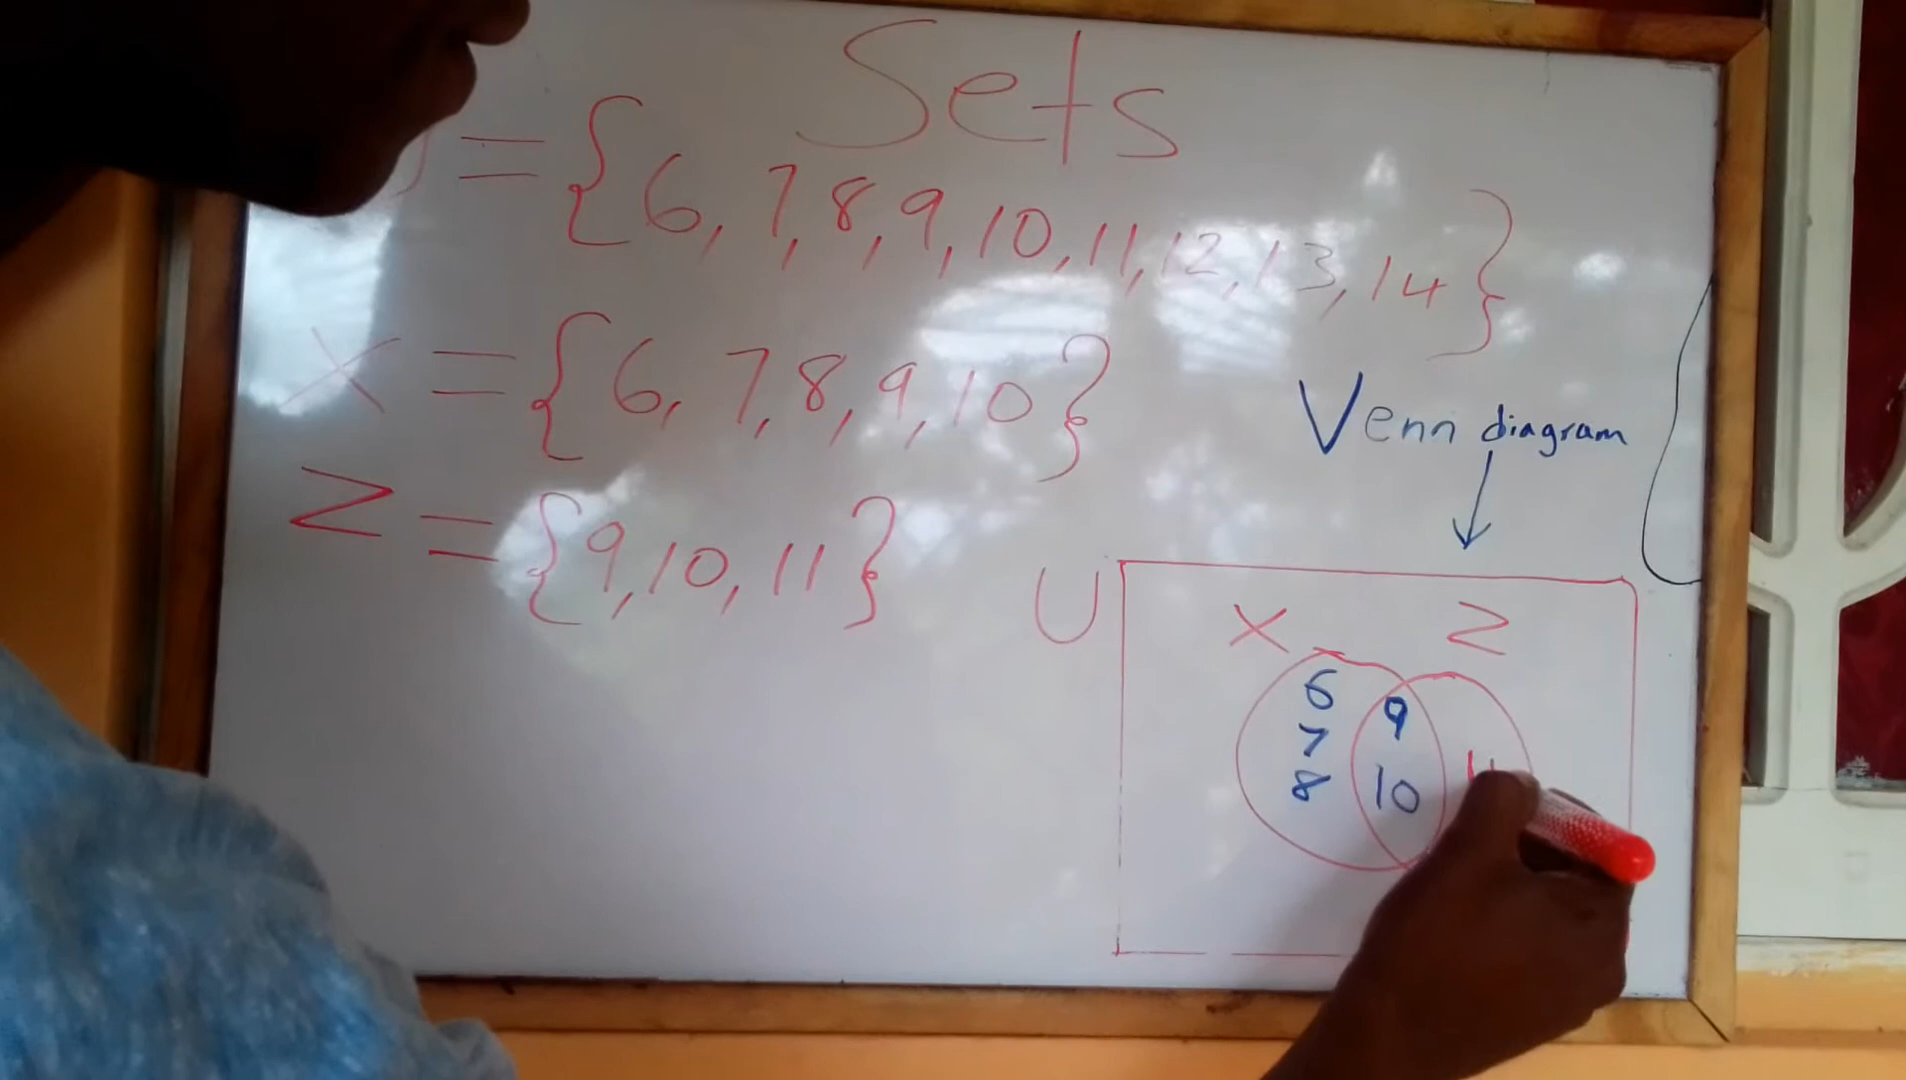 Sets
U = {6, 7, 8, 9, 10, 11, 12, 13, 14}
X = {6, 7, 8, 9, 10}
Z = {9, 10, 11}
Venn diagram
U
X Z
6 9
7
8 10 11